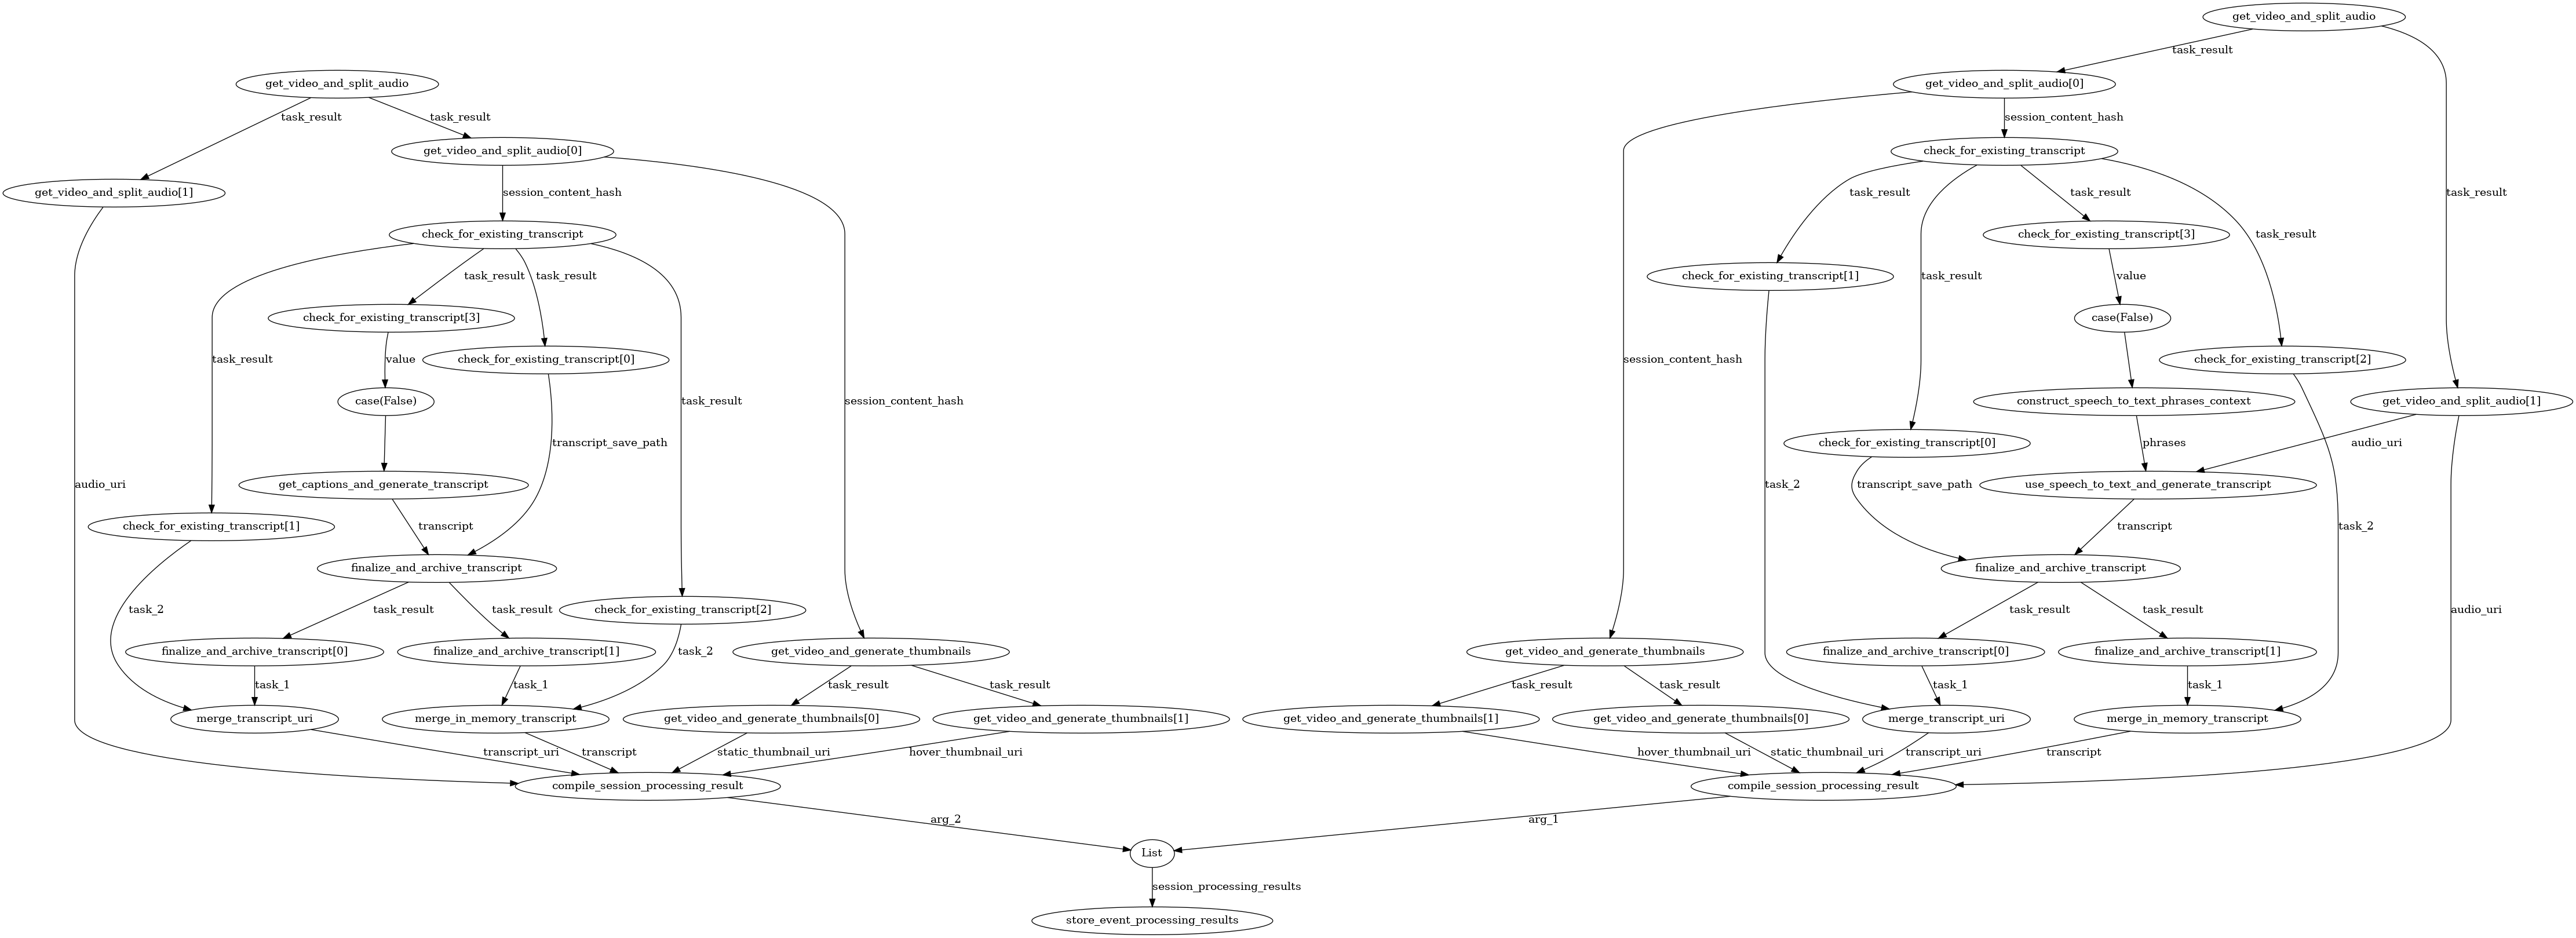 get_video_and_split_audio
task_result
get_video_and_split_audio
get_video_and_split_audio[0]
task_result
task_result
session_content_hash
get_video_and_split_audio[0]
check_for_existing_transcript
get_video_and_split_audio[1]
session_content_hash
task_result
task_result
task_result
check_for_existing_transcript
check_for_existing_transcript[3]
task_result
task_result
task_result
check_for_existing_transcript[1]
task_result
value
check_for_existing_transcript[3]
case(False)
task_result
value
check_for_existing_transcript[0]
session_content_hash
check_for_existing_transcript[2]
case(False)
task_result
session_content_hash
construct_speech_to_text_phrases_context
get_video_and_split_audio[1]
transcript_save_path
check_for_existing_transcript[0]
phrases
audio_uri
audio_uri
get_captions_and_generate_transcript
task_2
transcript_save_path
use_speech_to_text_and_generate_transcript
check_for_existing_transcript[1]
transcript
transcript
task_2
finalize_and_archive_transcript
finalize_and_archive_transcript
task_2
task_result
task_result
check_for_existing_transcript[2]
task_result
task_result
audio_uri
finalize_and_archive_transcript[0]
finalize_and_archive_transcript[1]
task_2
get_video_and_generate_thumbnails
get_video_and_generate_thumbnails
finalize_and_archive_transcript[0]
finalize_and_archive_transcript[1]
task_1
task_1
task_result
task_result
task_result
task_result
task_1
task_1
merge_transcript_uri
merge_in_memory_transcript
get_video_and_generate_thumbnails[0]
get_video_and_generate_thumbnails[1]
get_video_and_generate_thumbnails[1]
get_video_and_generate_thumbnails[0]
merge_transcript_uri
merge_in_memory_transcript
transcript_uri
transcript
static_thumbnail_uri
hover_thumbnail_uri
hover_thumbnail_uri
static_thumbnail_uri
transcript_uri
transcript
compile_session_processing_result
compile_session_processing_result
arg_2
arg_1
List
session_processing_results
store_event_processing_results